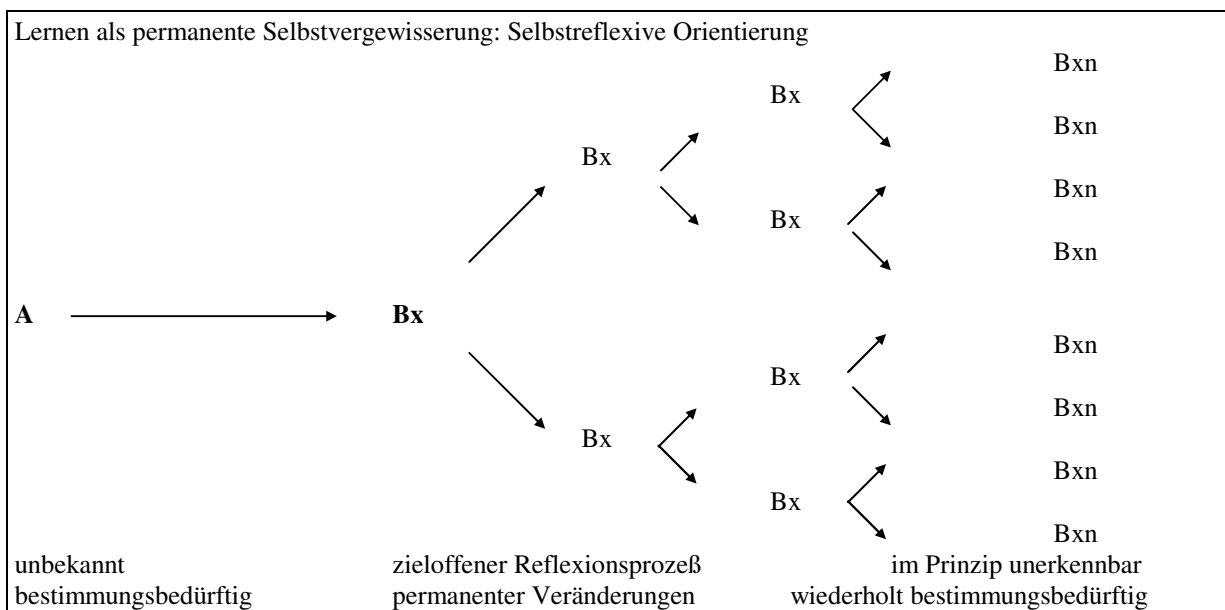 Lernen als permanente Selbstvergewisserung: Selbstreflexive Orientierung
Bxn
Bx
Bxn
Bx
Bxn
Bx
Bxn
A Bx
Bxn
Bx
Bxn
Bx
Bxn
Bx
Bxn
unbekannt zieloffener Reflexionsprozeß im Prinzip unerkennbar
bestimmungsbedürftig permanenter Veränderungen wiederholt bestimmungsbedürftig